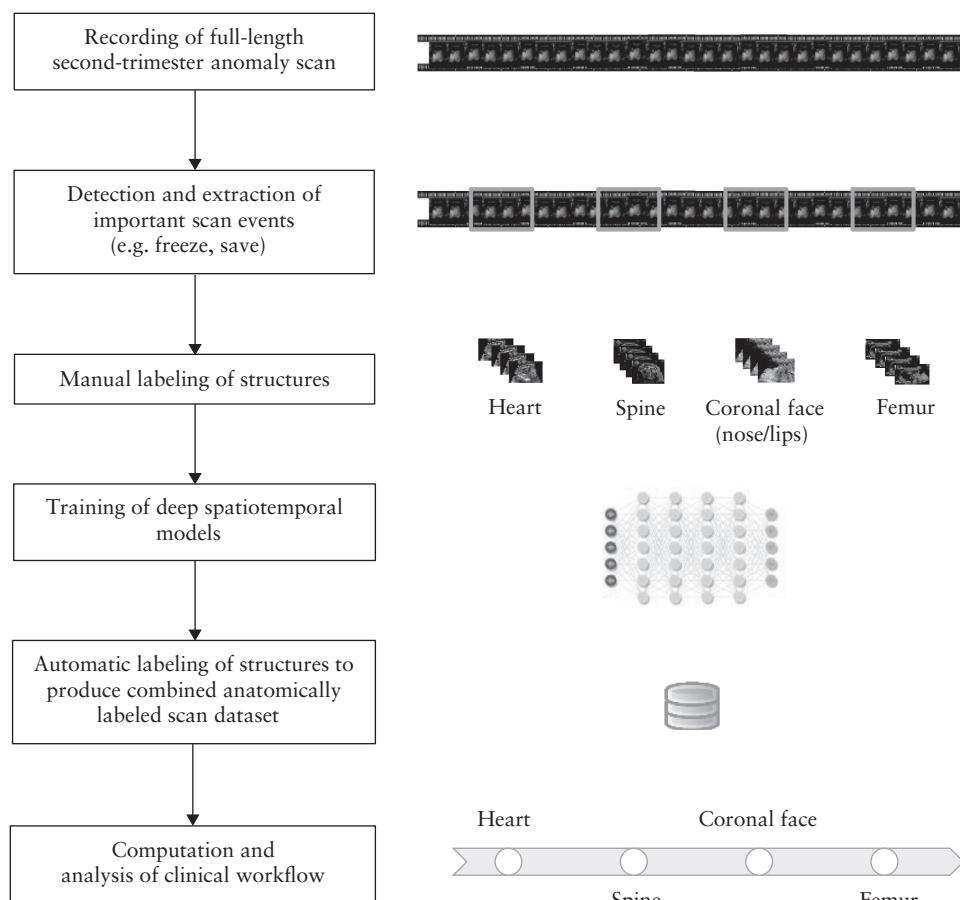 Recording of full-length
second-trimester anomaly scan
Detection and extraction of
important scan events
(e.g. freeze, save)
Manual labeling of structures
Heart
Spine
Coronal face
(nose/lips)
Femur
Training of deep spatiotemporal
models
Automatic labeling of structures to
produce combined anatomically
labeled scan dataset
Computation and
analysis of clinical workflow
Heart
Coronal face
Spine
Femur